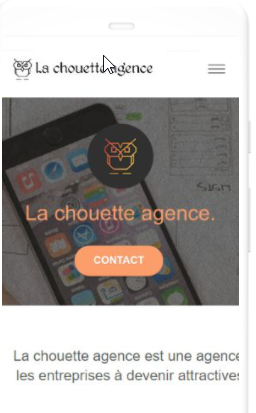 La chouette agence
La chouette agence.
CONTACT
La chouette agence est une agence
les entreprises à devenir attractives